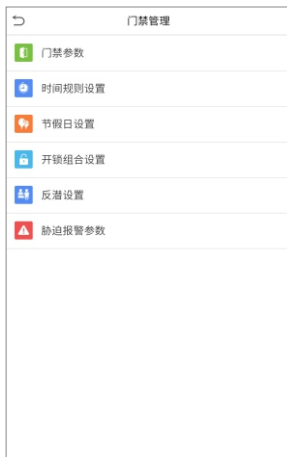 门禁管理
门禁参数
时间规则设置
节假日设置
开锁组合设置
反潜设置
胁迫报警参数